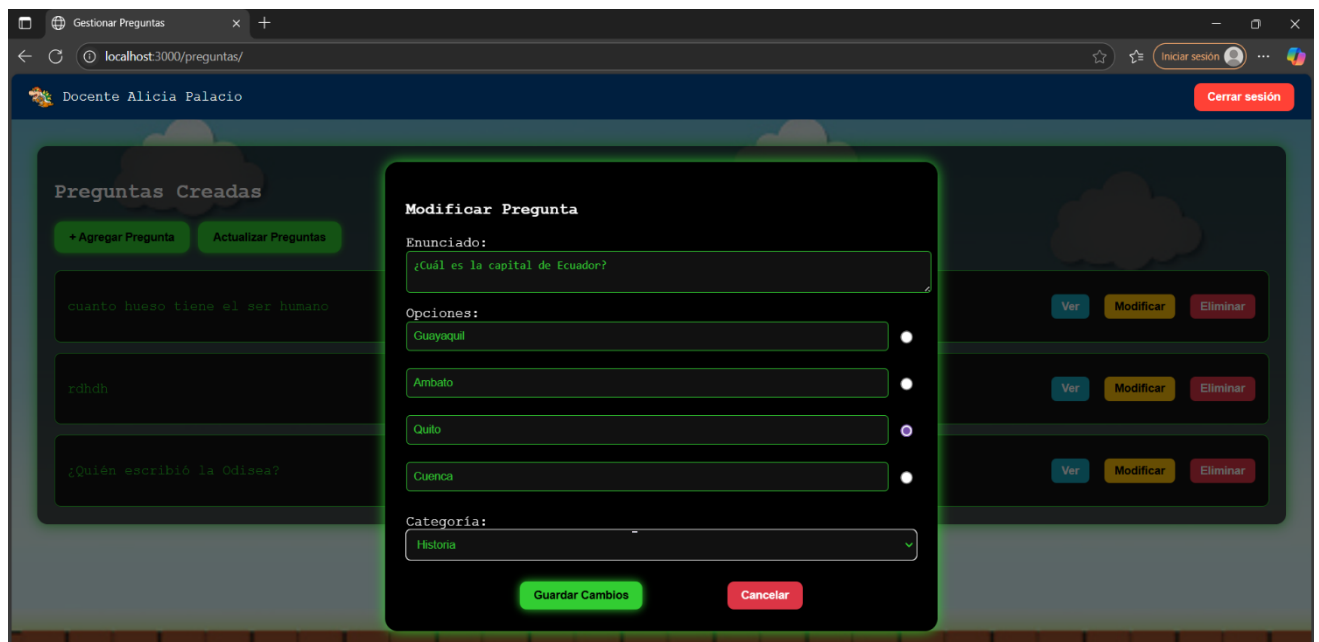 Gestionar Preguntas
localhost:3000/preguntas/
Iniciar sesión
Docente Alicia Palacio
Cerrar sesión
Preguntas Creadas
+ Agregar Pregunta
Actualizar Preguntas
cuanto hueso tiene el ser humano
Ver Modificar Eliminar
rdhdh
Ver Modificar Eliminar
¿Quién escribió la Odisea?
Ver Modificar Eliminar
Modificar Pregunta
Enunciado:
¿Cuál es la capital de Ecuador?
Opciones:
Guayaquil
Ambato
Quito
Cuenca
Categoría:
Historia
Guardar Cambios
Cancelar